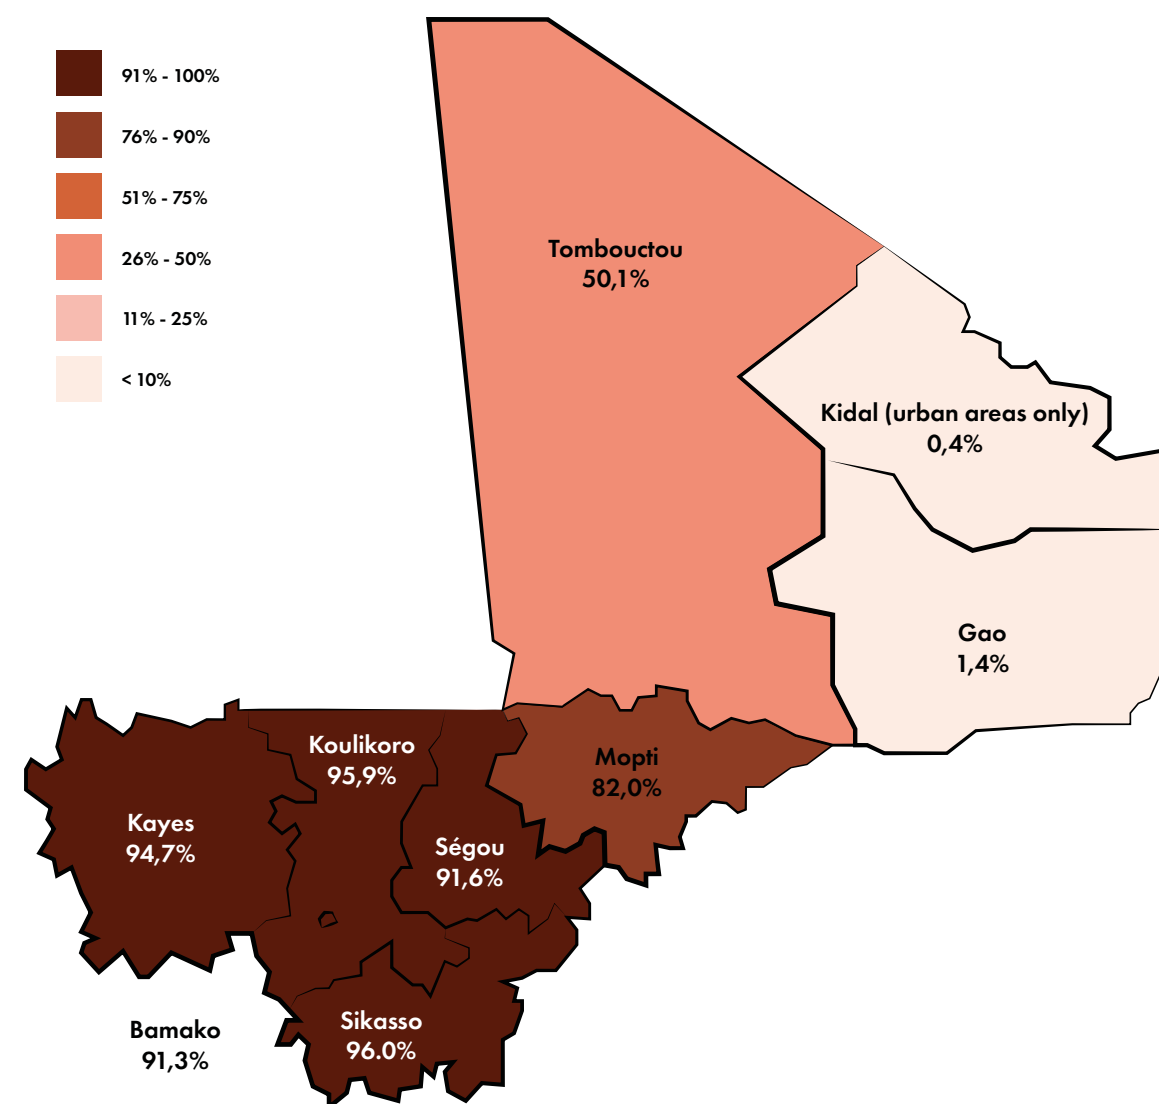 91% - 100%
76% - 90%
51% - 75%
26% - 50%
11% - 25%
< 10%
Tombouctou
50,1%
Kidal (urban areas only)
0,4%
Gao
1,4%
Mopti
82,0%
Koulikoro
95,9%
Kayes
94,7%
Ségou
91,6%
Sikasso
96.0%
Bamako
91,3%